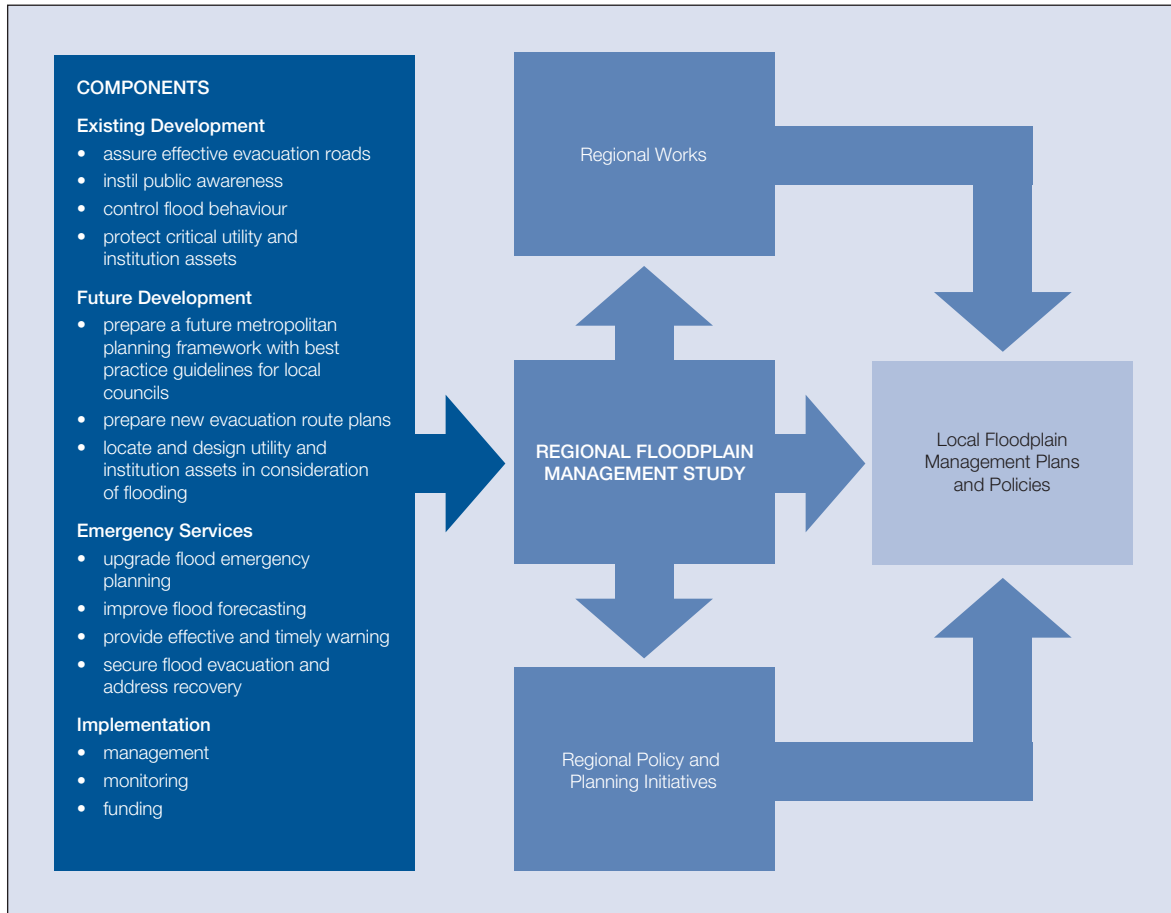 COMPONENTS
Existing Development
• assure effective evacuation roads
• instil public awareness
• control flood behaviour
• protect critical utility and
institution assets
Future Development
• prepare a future metropolitan
planning framework with best
practice guidelines for local
councils
• prepare new evacuation route plans
• locate and design utility and
institution assets in consideration
of flooding
Emergency Services
• upgrade flood emergency
planning
• improve flood forecasting
• provide effective and timely warning
• secure flood evacuation and
address recovery
Implementation
• management
• monitoring
• funding
Regional Works
REGIONAL FLOODPLAIN
MANAGEMENT STUDY
Regional Policy and
Planning Initiatives
Local Floodplain
Management Plans
and Policies